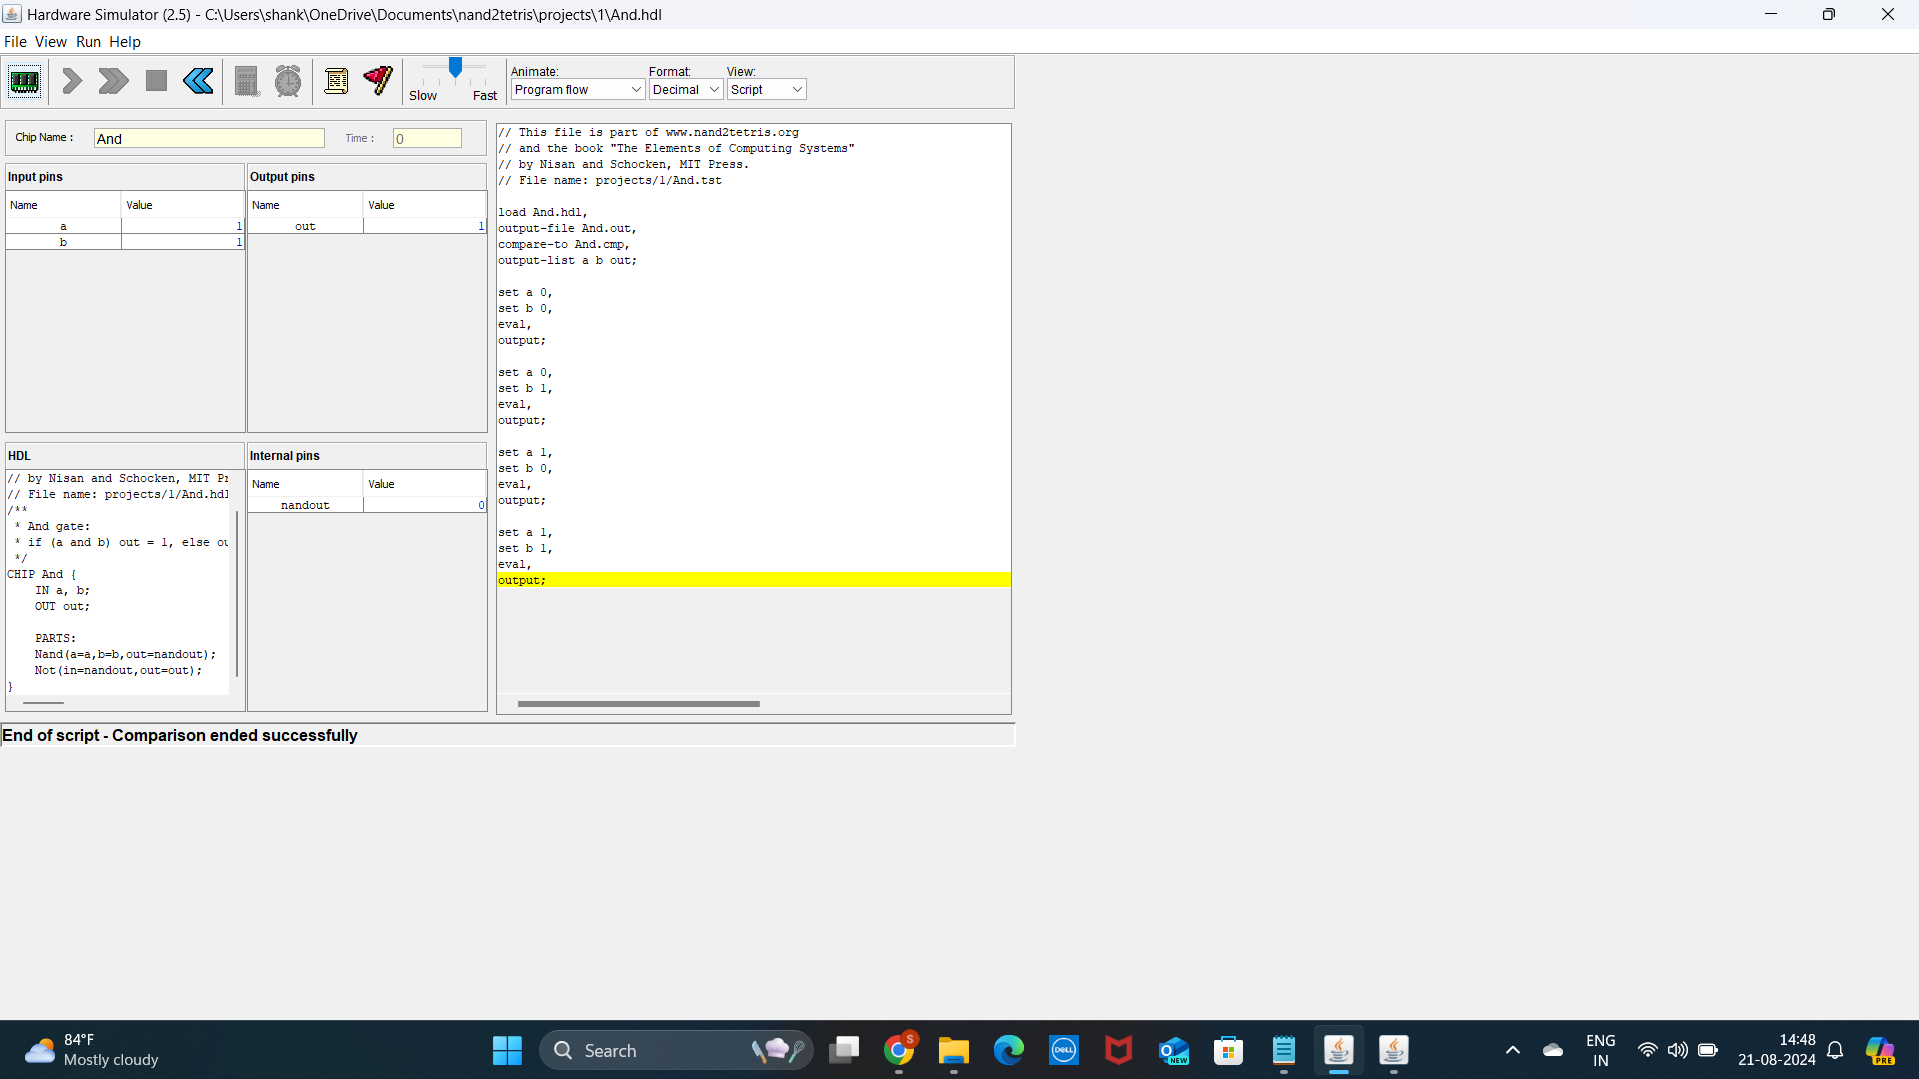 Hardware Simulator (2.5) - C:\Users\shank\OneDrive\Documents\nand2tetris\projects\1\And.hdl
File View Run Help
Slow Fast
Animate: Format: View:
Program flow Decimal Script
Chip Name : And Time : 0
Input pins
Name Value
a 1
b 1
Output pins
Name Value
out 1
HDL
// by Nisan and Schocken, MIT Pr
// File name: projects/1/And.hdl
/**
* And gate:
* if (a and b) out = 1, else ou
*/
CHIP And {
IN a, b;
OUT out;
PARTS:
Nand(a=a,b=b,out=nandout);
Not(in=nandout,out=out);
}
Internal pins
Name Value
nandout 0
// This file is part of www.nand2tetris.org
// and the book "The Elements of Computing Systems"
// by Nisan and Schocken, MIT Press.
// File name: projects/1/And.tst
load And.hdl,
output-file And.out,
compare-to And.cmp,
output-list a b out;
set a 0,
set b 0,
eval,
output;
set a 0,
set b 1,
eval,
output;
set a 1,
set b 0,
eval,
output;
set a 1,
set b 1,
eval,
output;
End of script - Comparison ended successfully
84°F
Mostly cloudy
Search
S
DELL
NEW
ENG
IN
14:48
21-08-2024
PRE